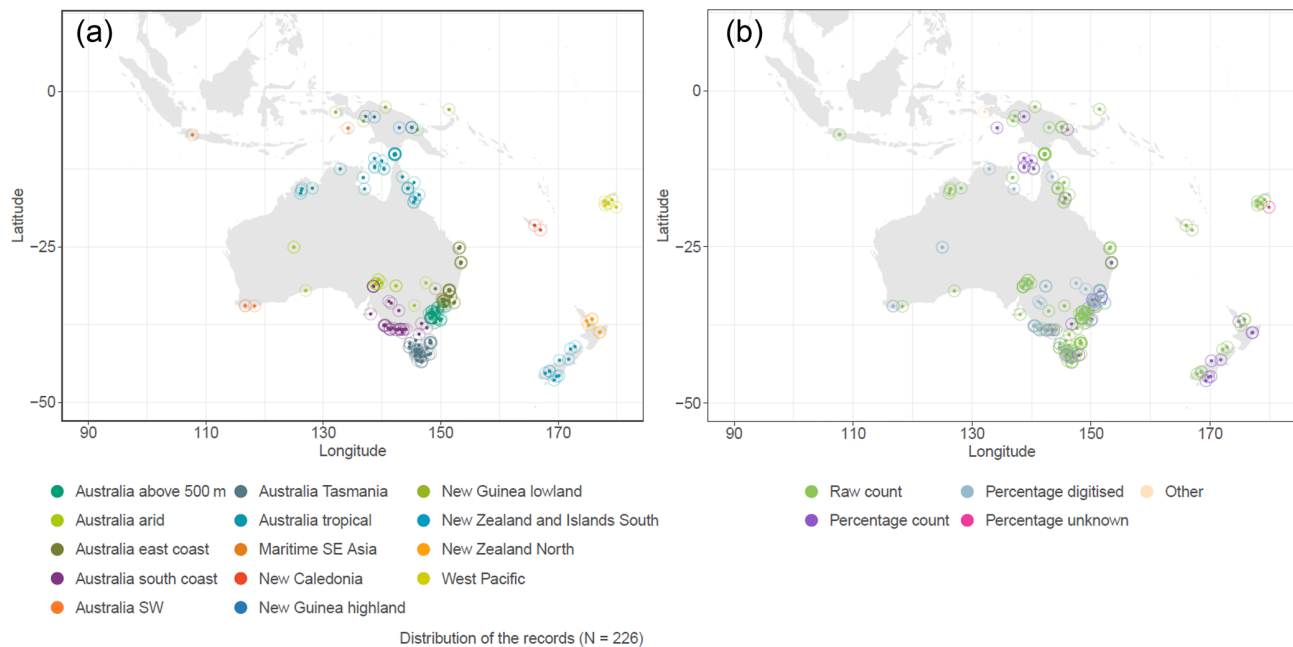 (a)
0
−25
−50
Latitude
90 110 130 150 170
Longitude
Australia above 500 m Australia Tasmania New Guinea lowland
Australia arid Australia tropical New Zealand and Islands South
Australia east coast Maritime SE Asia New Zealand North
Australia south coast New Caledonia West Pacific
Australia SW New Guinea highland
Distribution of the records (N = 226)
(b)
0
−25
−50
Latitude
90 110 130 150 170
Longitude
Raw count Percentage digitised Other
Percentage count Percentage unknown